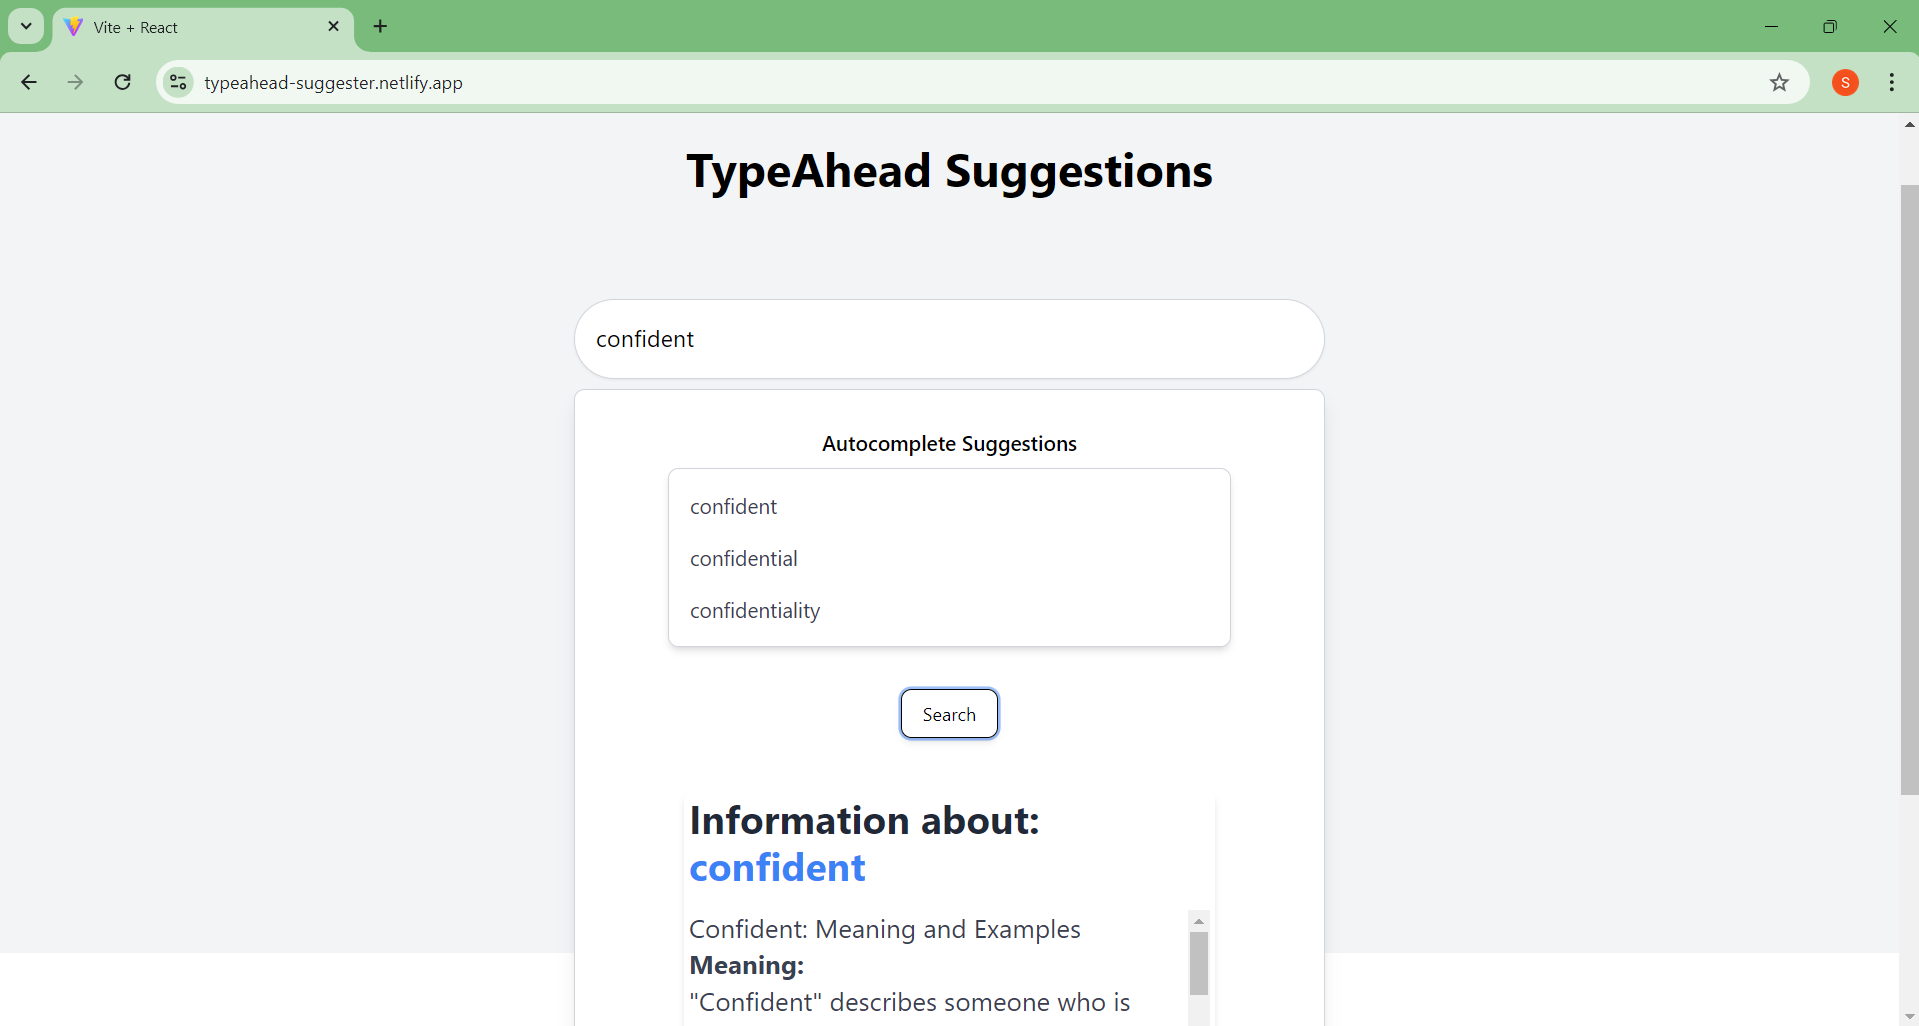 Vite + React
typeahead-suggester.netlify.app
S
TypeAhead Suggestions
confident
Autocomplete Suggestions
confident
confidential
confidentiality
Search
Information about:
confident
Confident: Meaning and Examples
Meaning:
"Confident" describes someone who is